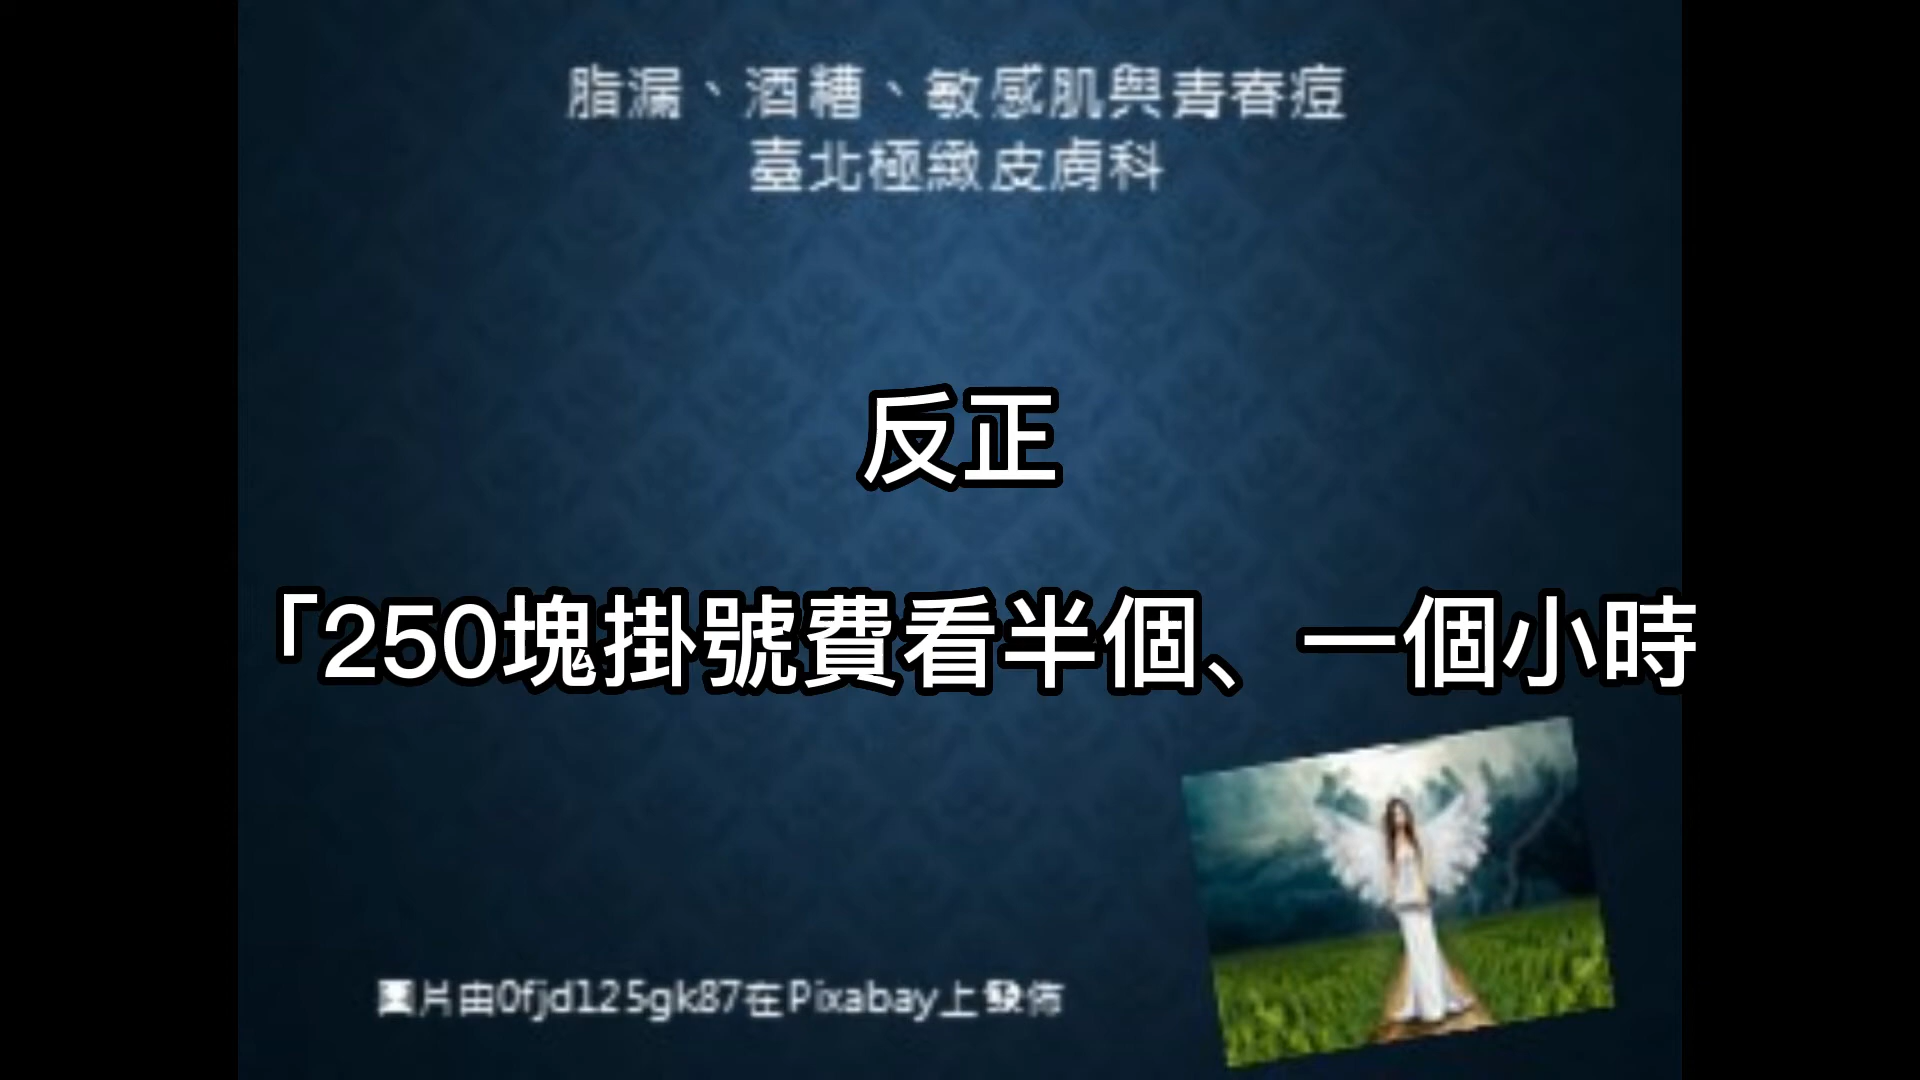 脂漏、酒糟、敏感肌與青春痘
臺北極緻皮膚科
反正
「250塊掛號費看半個、一個小時
圖片由0fjd125gk87在Pixabay上發佈